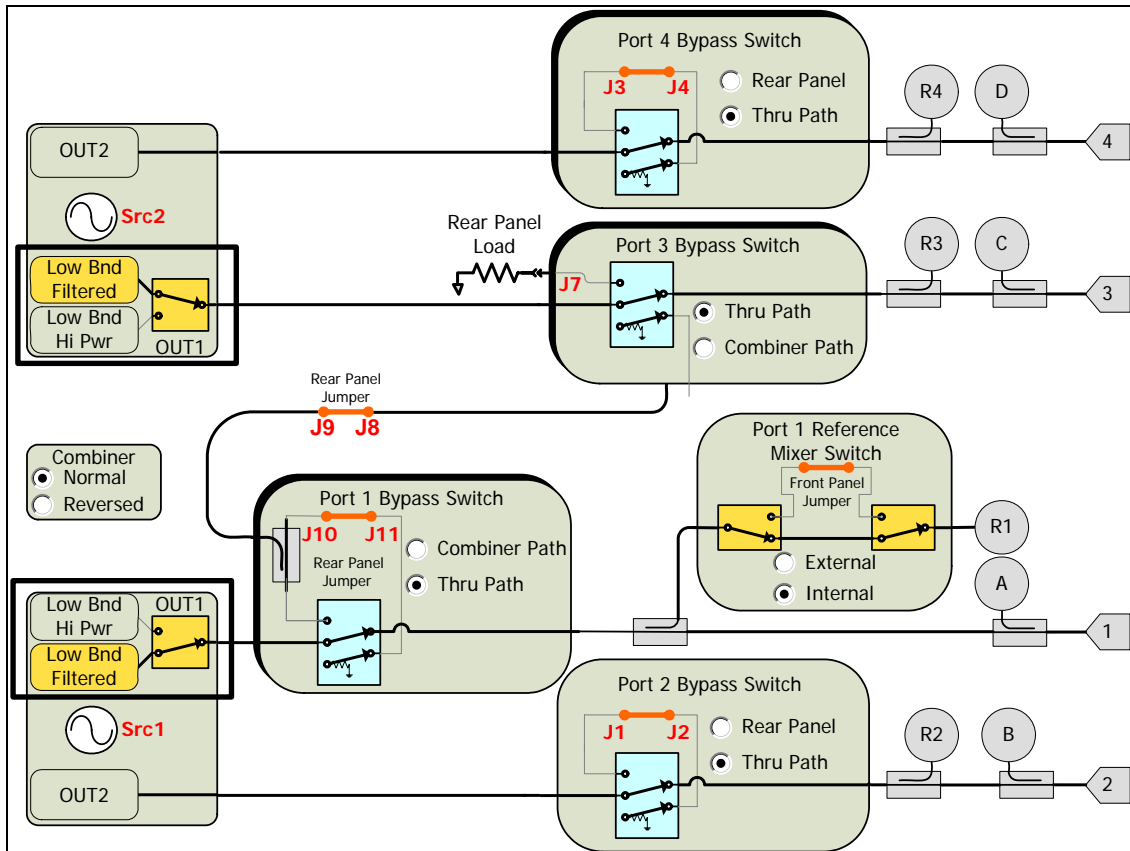 Port 4 Bypass Switch
J3
J4
Rear Panel
Thru Path
R4
D
4
OUT2
Src2
Low Bnd
Filtered
Low Bnd
Hi Pwr
OUT1
Rear Panel
Load
J7
Port 3 Bypass Switch
Thru Path
Combiner Path
R3
C
3
Rear Panel
Jumper
J9
J8
Combiner
Normal
Reversed
Port 1 Bypass Switch
J10
J11
Rear Panel
Jumper
Combiner Path
Thru Path
Port 1 Reference
Mixer Switch
Front Panel
Jumper
External
Internal
R1
A
1
Low Bnd
Hi Pwr
Low Bnd
Filtered
OUT1
Src1
OUT2
Port 2 Bypass Switch
J1
J2
Rear Panel
Thru Path
R2
B
2